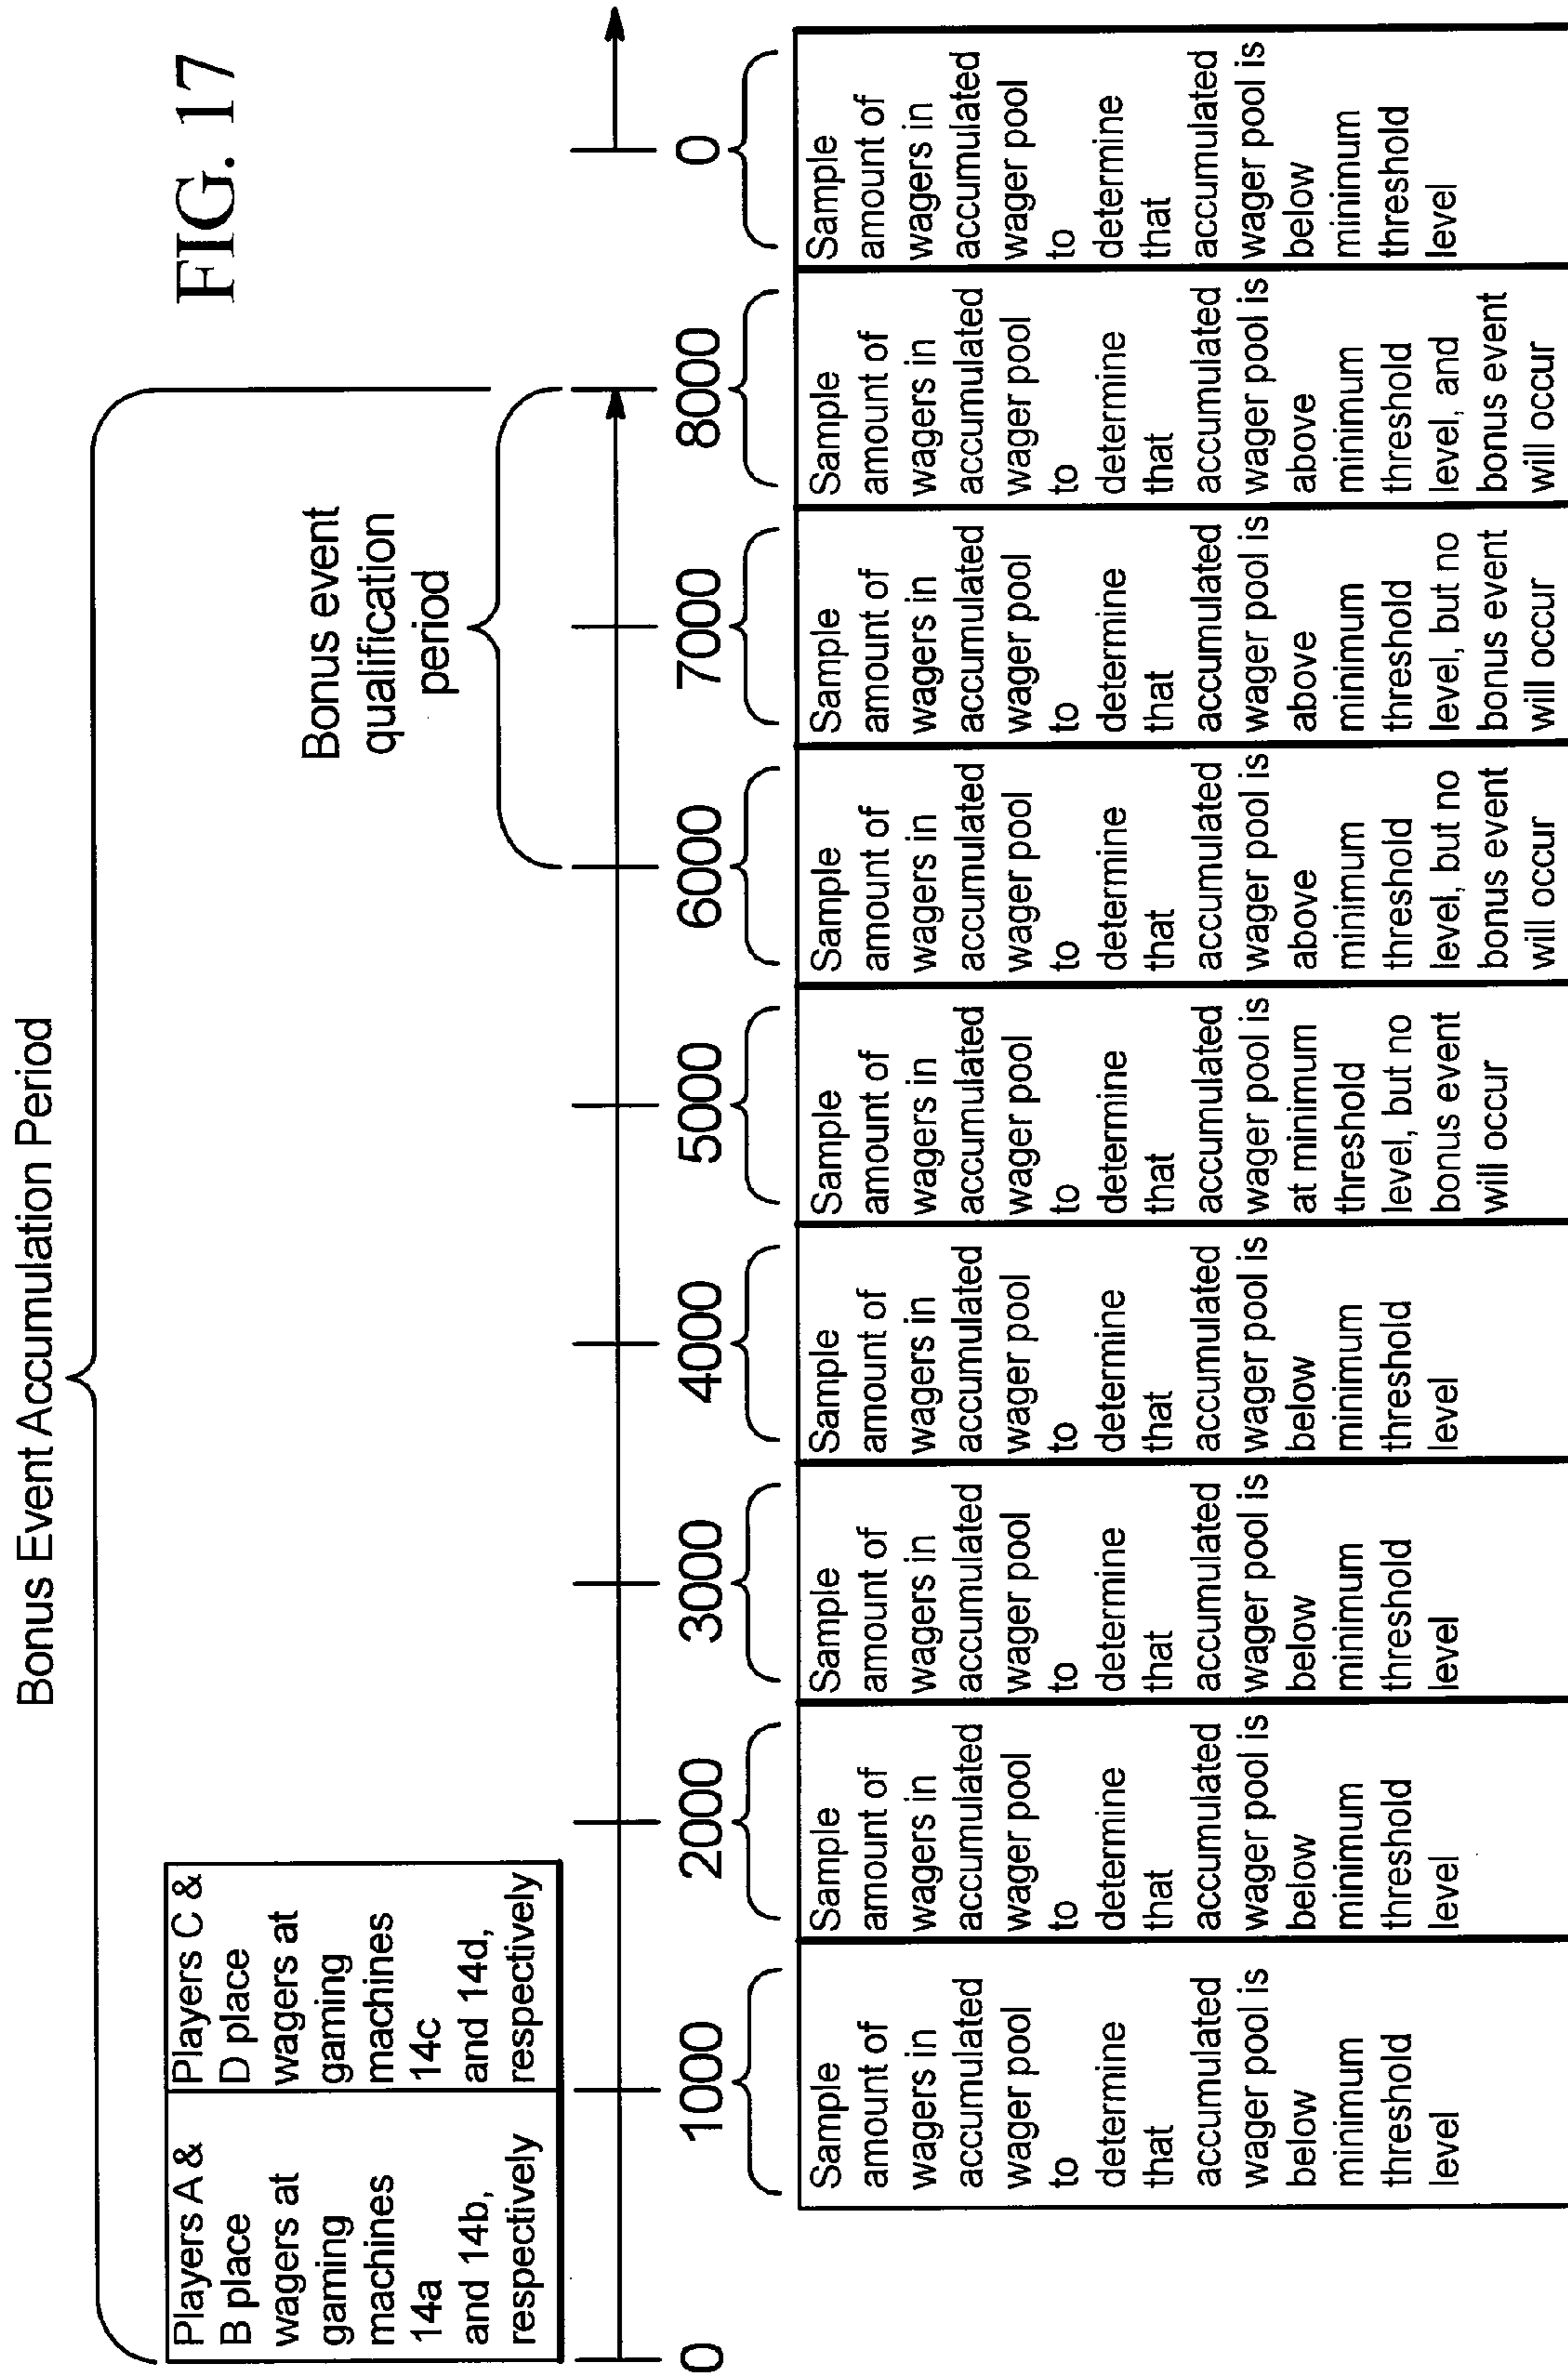 FIG. 17
Bonus Event Accumulation Period
Bonus event
qualification
period
Players A &
B place
wagers at
gaming
machines
14a
and 14b,
respectively
Players C &
D place
wagers at
gaming
machines
14c
and 14d,
respectively
0
1000
2000
3000
4000
5000
6000
7000
8000
0
Sample
amount of
wagers in
accumulated
wager pool
to
determine
that
accumulated
wager pool is
below
minimum
threshold
level
Sample
amount of
wagers in
accumulated
wager pool
to
determine
that
accumulated
wager pool is
below
minimum
threshold
level
Sample
amount of
wagers in
accumulated
wager pool
to
determine
that
accumulated
wager pool is
below
minimum
threshold
level
Sample
amount of
wagers in
accumulated
wager pool
to
determine
that
accumulated
wager pool is
below
minimum
threshold
level
Sample
amount of
wagers in
accumulated
wager pool
to
determine
that
accumulated
wager pool is
at minimum
threshold
level, but no
bonus event
will occur
Sample
amount of
wagers in
accumulated
wager pool
to
determine
that
accumulated
wager pool is
above
minimum
threshold
level, but no
bonus event
will occur
Sample
amount of
wagers in
accumulated
wager pool
to
determine
that
accumulated
wager pool is
above
minimum
threshold
level, but no
bonus event
will occur
Sample
amount of
wagers in
accumulated
wager pool
to
determine
that
accumulated
wager pool is
above
minimum
threshold
level, and
bonus event
will occur
Sample
amount of
wagers in
accumulated
wager pool
to
determine
that
accumulated
wager pool is
below
minimum
threshold
level